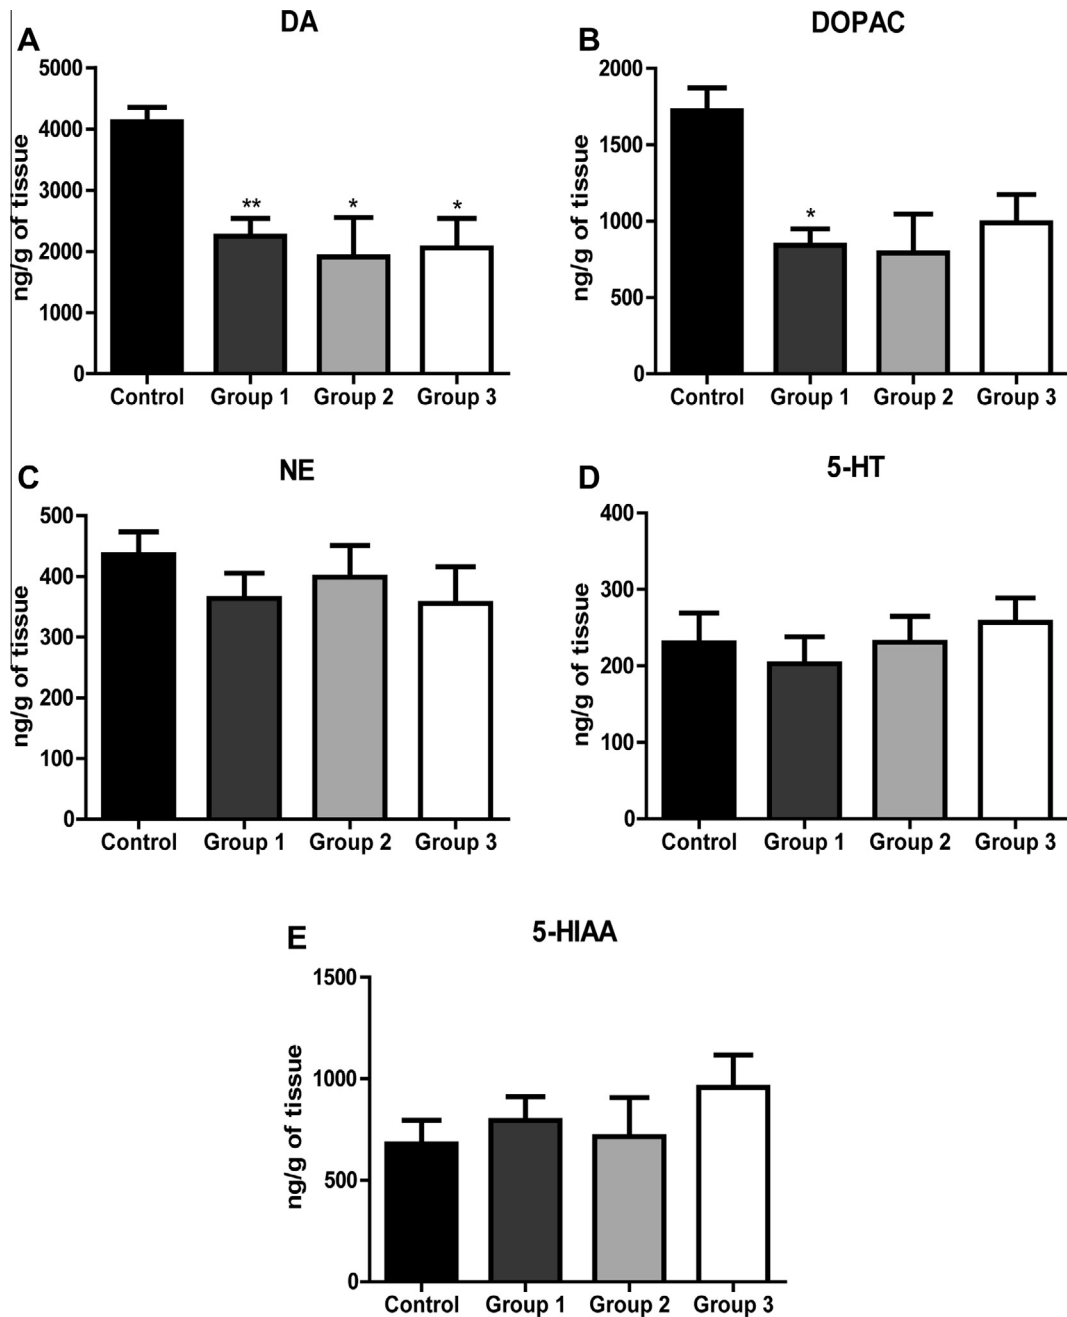 A
DA
ng/g of tissue
5000
4000
3000
2000
1000
0
**
*
*
Control Group 1 Group 2 Group 3
B
DOPAC
ng/g of tissue
2000
1500
1000
500
0
*
Control Group 1 Group 2 Group 3
C
NE
ng/g of tissue
500
400
300
200
100
0
Control Group 1 Group 2 Group 3
D
5-HT
ng/g of tissue
400
300
200
100
0
Control Group 1 Group 2 Group 3
E
5-HIAA
ng/g of tissue
1500
1000
500
0
Control Group 1 Group 2 Group 3